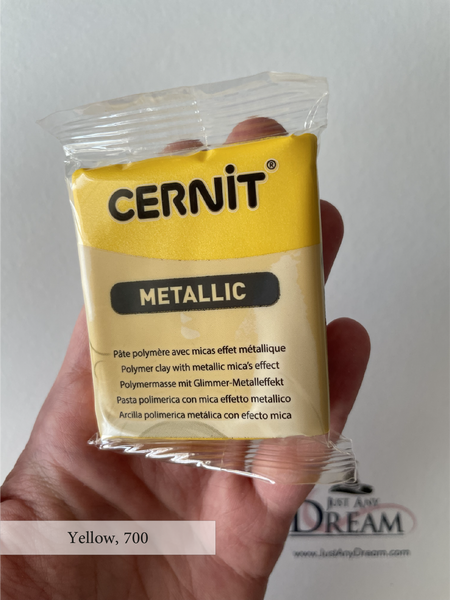 CERNiT®
METALLIC
Pâte polymère avec micas effet métallique
Polymer clay with metallic mica's effect
Polymermasse mit Glimmer-Metalleffekt
Pasta polimerica con mica effetto metallico
Arcilla polimerica metálica con efecto mica
JUST ANY
DREAM
www.JustAnyDream.com
Yellow, 700